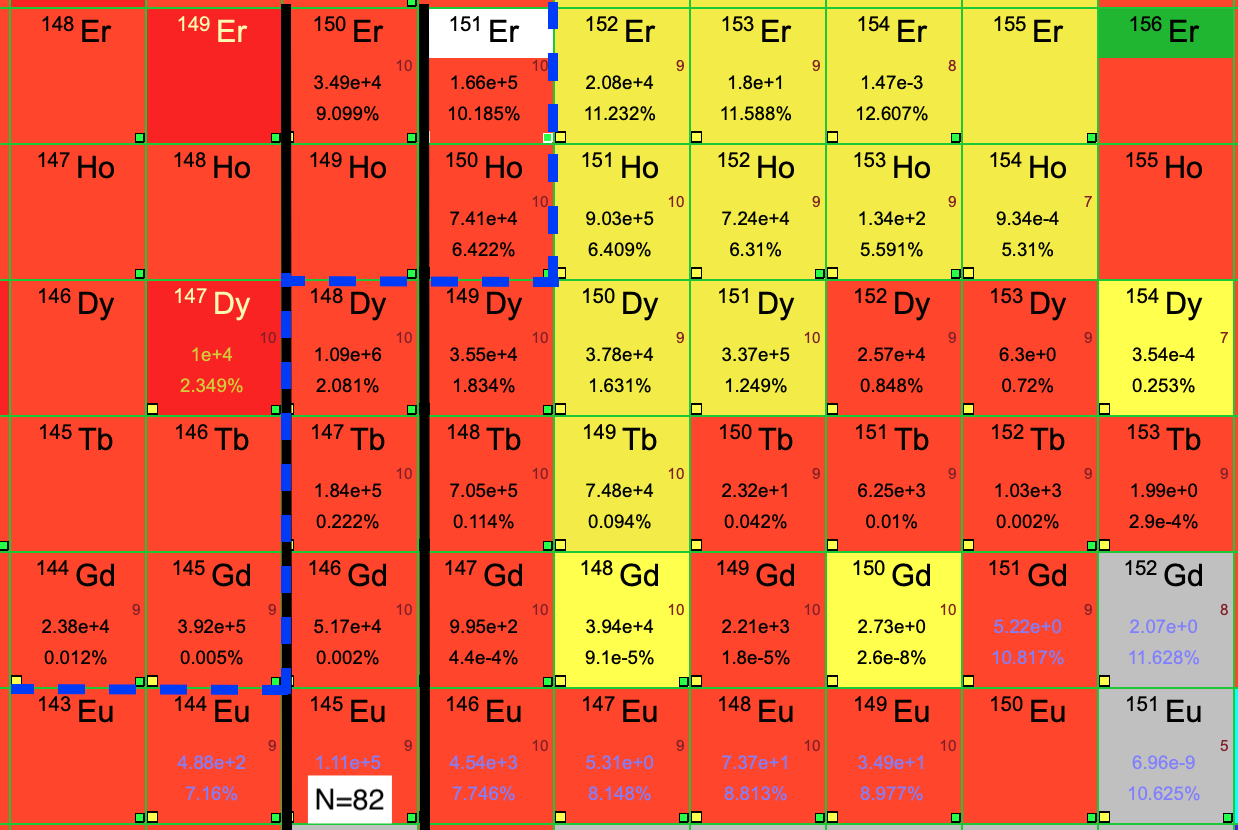 148 Er 149 Er 150 Er 151 Er 152 Er 153 Er 154 Er 155 Er 156 Er
10 10 9 9 8
3.49e+4 1.66e+5 2.08e+4 1.8e+1 1.47e-3
9.099% 10.185% 11.232% 11.588% 12.607%
147 Ho 148 Ho 149 Ho 150 Ho 151 Ho 152 Ho 153 Ho 154 Ho 155 Ho
10 10 9 9 7
7.41e+4 9.03e+5 7.24e+4 1.34e+2 9.34e-4
6.422% 6.409% 6.31% 5.591% 5.31%
146 Dy 147 Dy 148 Dy 149 Dy 150 Dy 151 Dy 152 Dy 153 Dy 154 Dy
10 10 10 9 10 9 9 7
1e+4 1.09e+6 3.55e+4 3.78e+4 3.37e+5 2.57e+4 6.3e+0 3.54e-4
2.349% 2.081% 1.834% 1.631% 1.249% 0.848% 0.72% 0.253%
145 Tb 146 Tb 147 Tb 148 Tb 149 Tb 150 Tb 151 Tb 152 Tb 153 Tb
10 10 10 9 9 9 9
1.84e+5 7.05e+5 7.48e+4 2.32e+1 6.25e+3 1.03e+3 1.99e+0
0.222% 0.114% 0.094% 0.042% 0.01% 0.002% 2.9e-4%
144 Gd 145 Gd 146 Gd 147 Gd 148 Gd 149 Gd 150 Gd 151 Gd 152 Gd
9 9 10 10 10 10 10 9 8
2.38e+4 3.92e+5 5.17e+4 9.95e+2 3.94e+4 2.21e+3 2.73e+0 5.22e+0 2.07e+0
0.012% 0.005% 0.002% 4.4e-4% 9.1e-5% 1.8e-5% 2.6e-8% 10.817% 11.628%
143 Eu 144 Eu 145 Eu 146 Eu 147 Eu 148 Eu 149 Eu 150 Eu 151 Eu
9 9 10 9 10 10 5
4.88e+2 1.11e+5 4.54e+3 5.31e+0 7.37e+1 3.49e+1 6.96e-9
7.16% N=82 7.746% 8.148% 8.813% 8.977% 10.625%